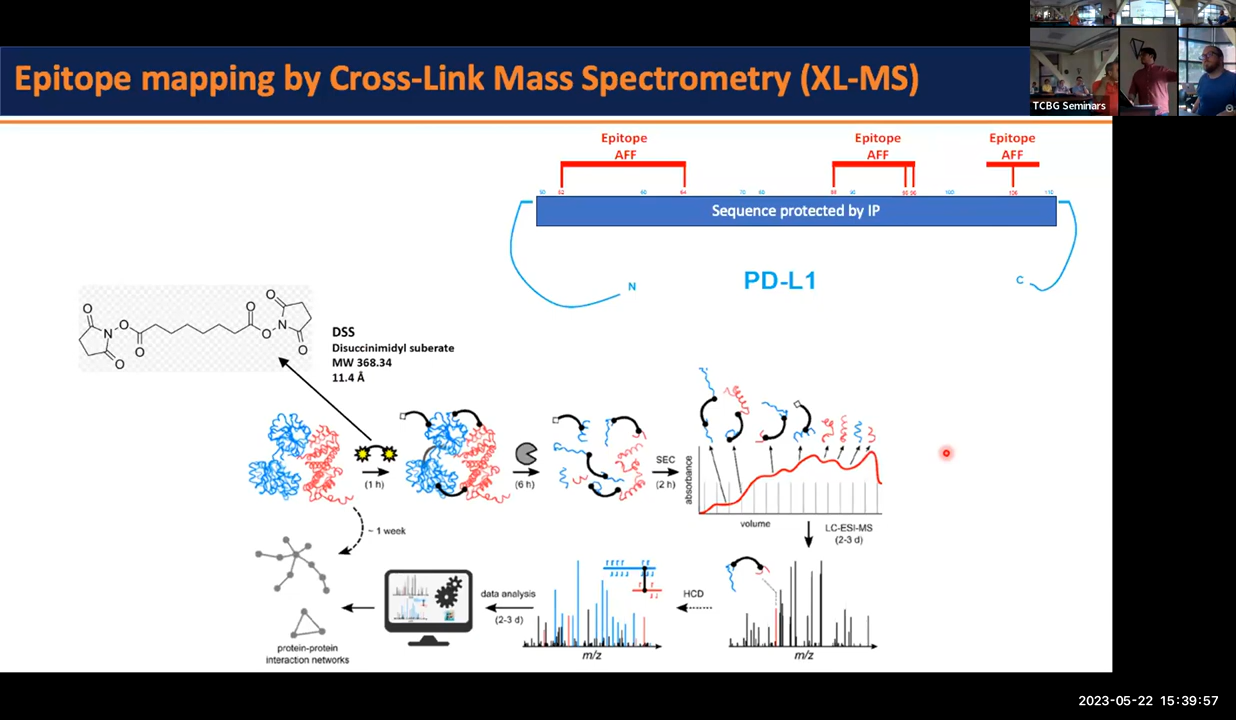 Epitope mapping by Cross-Link Mass Spectrometry (XL-MS)
TCBG Seminars
Epitope
AFF
Epitope
AFF
Epitope
AFF
Sequence protected by IP
N
PD-L1
C
DSS
Disuccinimidyl suberate
MW 368.34
11.4 Å
O
O
N
O
O
O
O
O
N
O
O
(1 h)
(6 h)
SEC
(2 h)
absorbance
volume
~ 1 week
LC-ESI-MS
(2-3 d)
HCD
data analysis
(2-3 d)
m/z
m/z
protein-protein
interaction networks
2023-05-22 15:39:57